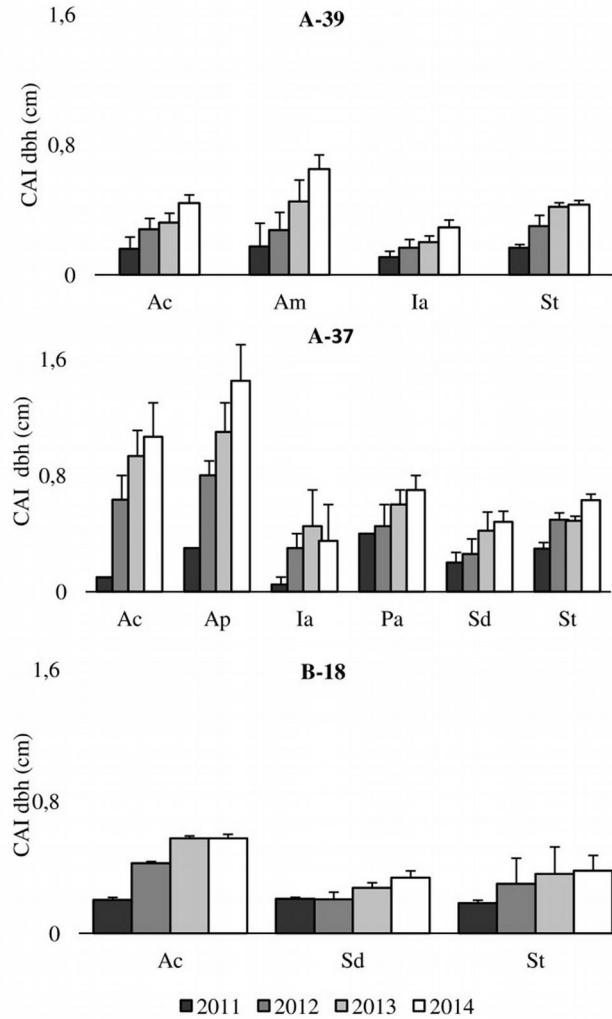 A-39
1,6
0,8
0
CAI dbh (cm)
Ac Am Ia St
A-37
1,6
0,8
0
CAI dbh (cm)
Ac Ap Ia Pa Sd St
B-18
1,6
0,8
0
CAI dbh (cm)
Ac Sd St
2011 2012 2013 2014